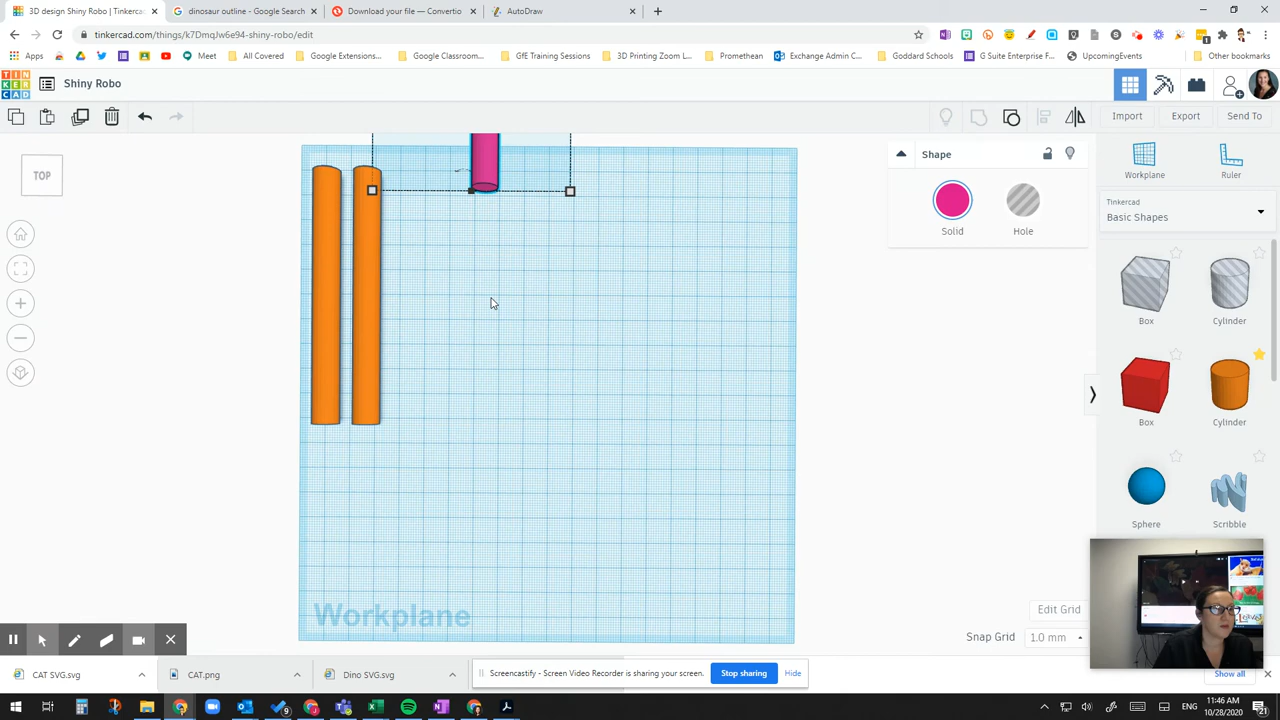 3D design Shiny Robo | Tinkerca
dinosaur outline - Google Search
Download your file — Convertio
AutoDraw
tinkercad.com/things/k7DmqJw6e94-shiny-robo/edit
Apps
All Covered
Meet
Google Extensions...
Google Classroom...
GfE Training Sessions
3D Printing Zoom L...
Promethean
Exchange Admin C...
Goddard Schools
G Suite Enterprise F...
UpcomingEvents
Other bookmarks
TIN
KER
CAD
Shiny Robo
Import
Export
Send To
TOP
Shape
Solid
Hole
Workplane
Ruler
Tinkercad
Basic Shapes
Box
Cylinder
Box
Cylinder
Sphere
Scribble
Workplane
Edit Grid
Snap Grid
1.0 mm
CAT SVG.svg
CAT.png
Dino SVG.svg
Screencastify - Screen Video Recorder is sharing your screen.
Stop sharing
Hide
Show all
11:46 AM
10/28/2020
21